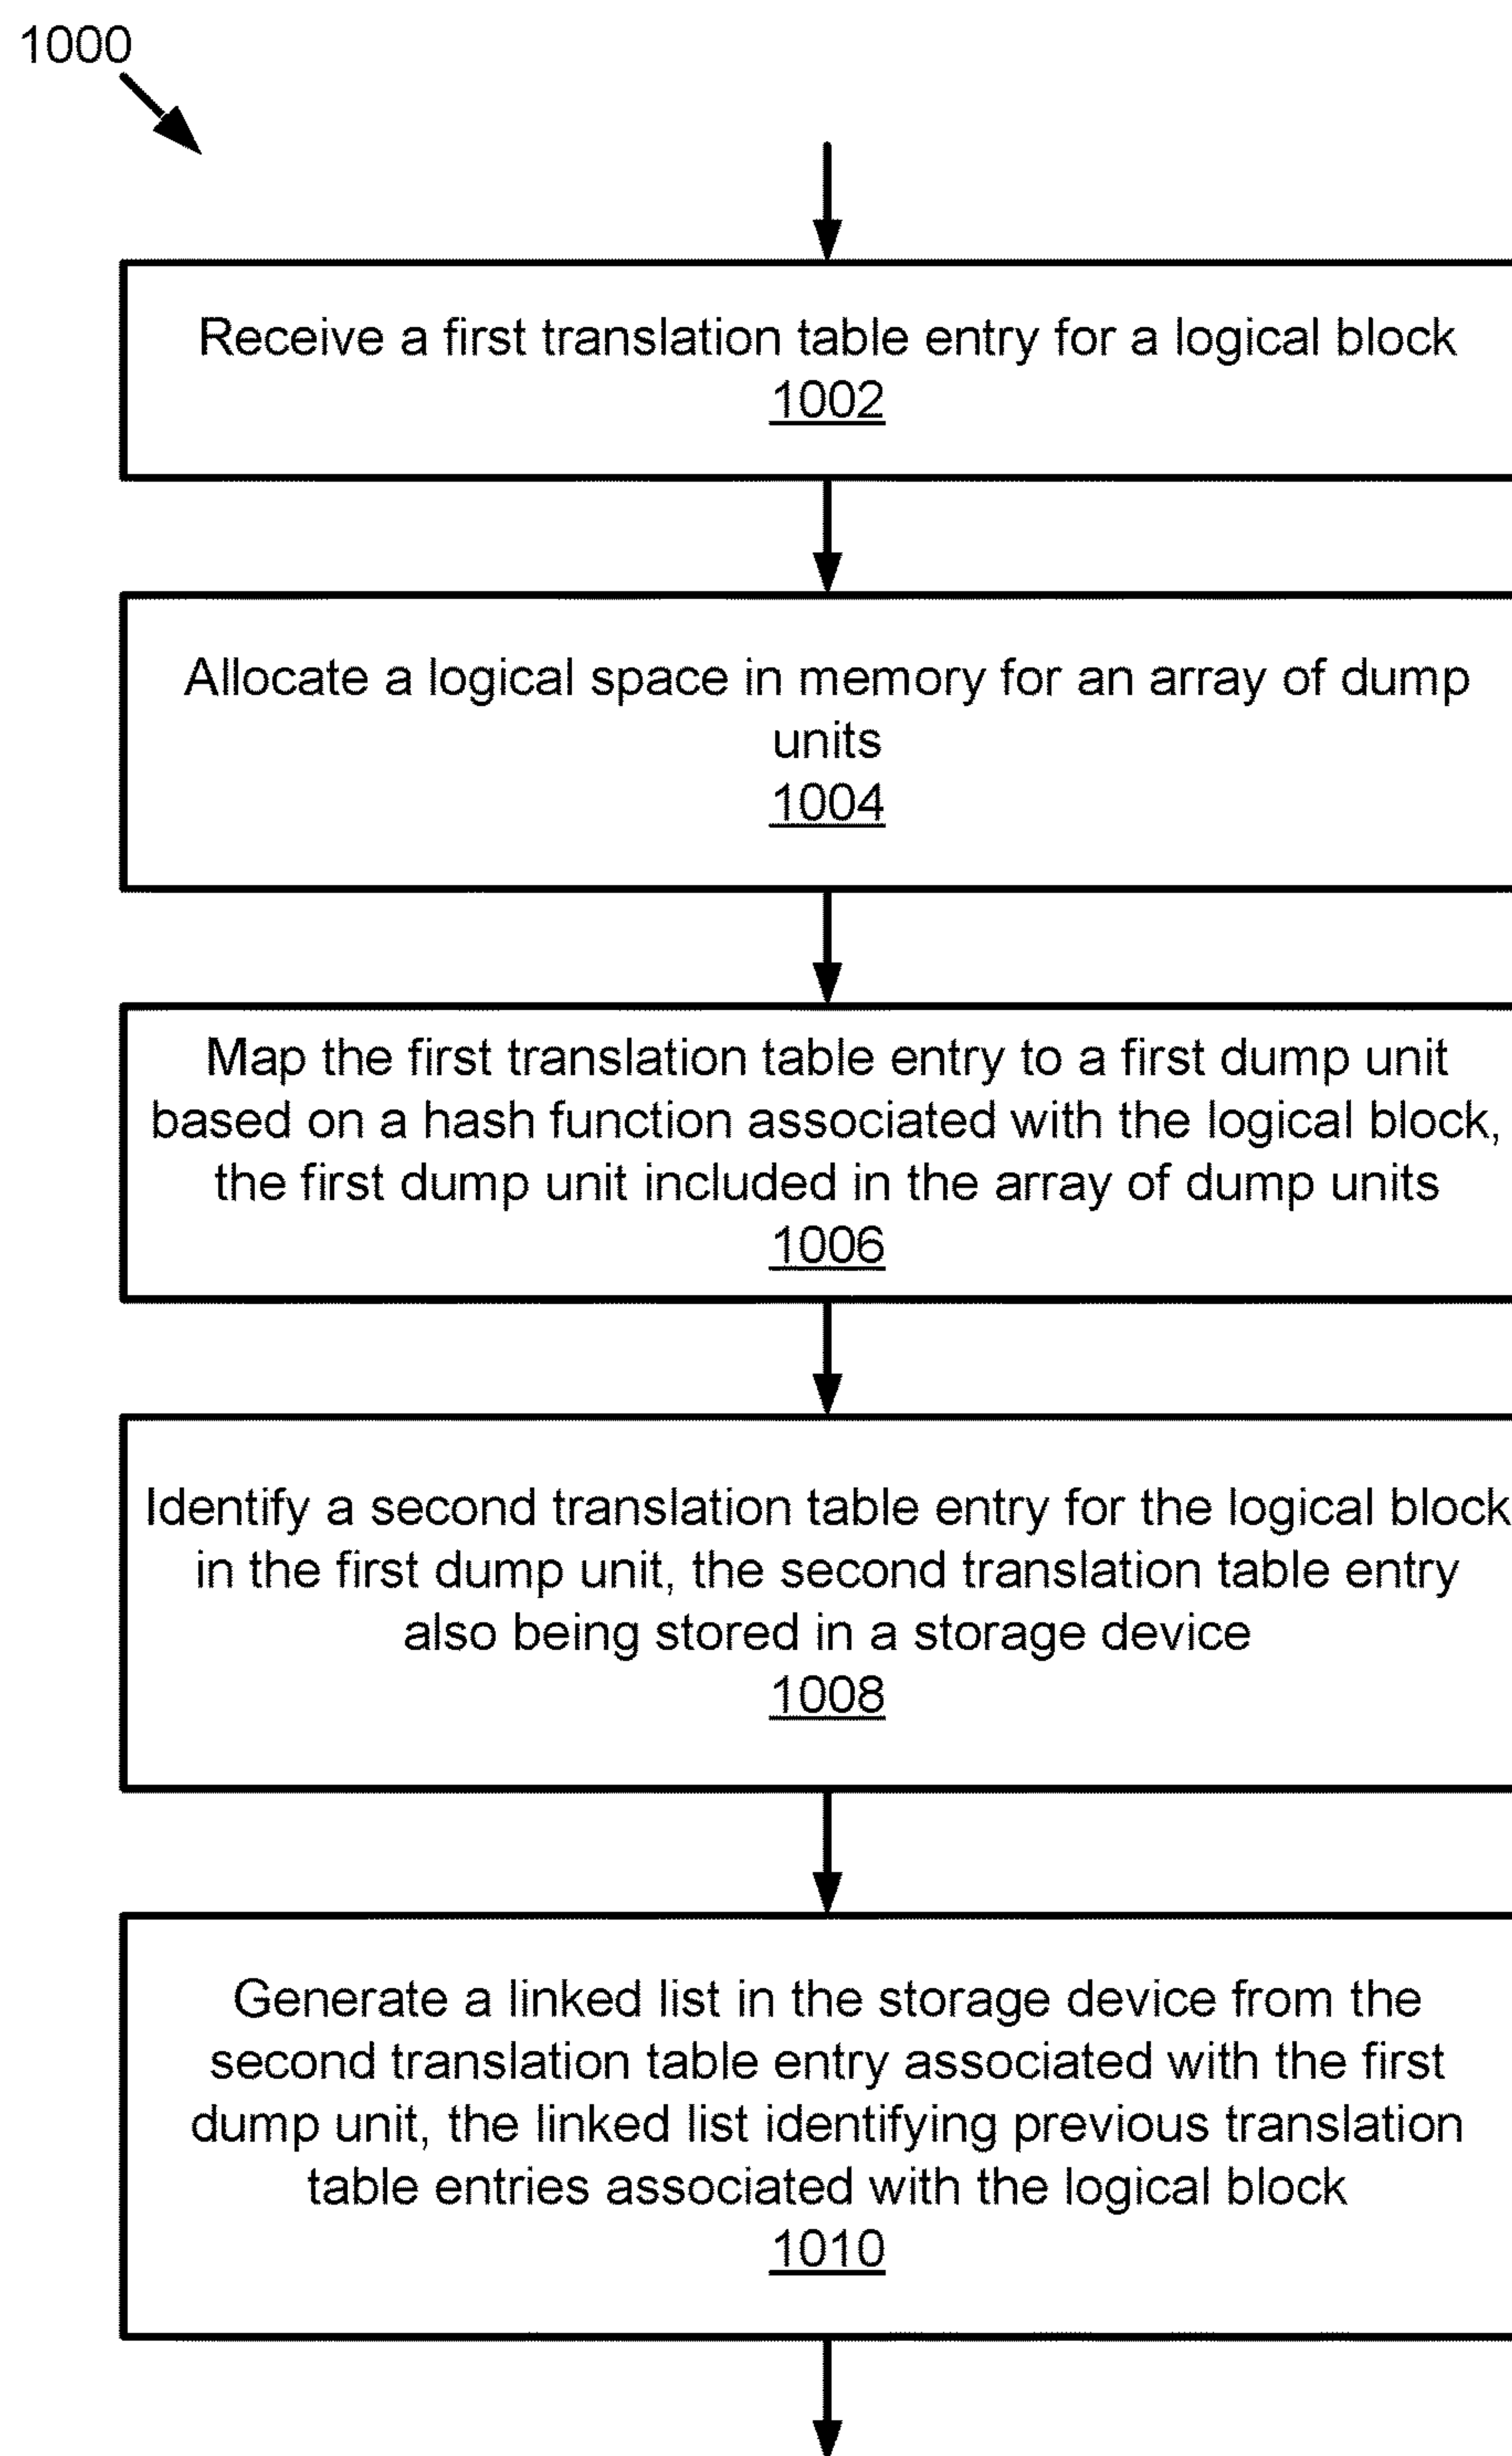 1000
Receive a first translation table entry for a logical block
1002
Allocate a logical space in memory for an array of dump
units
1004
Map the first translation table entry to a first dump unit
based on a hash function associated with the logical block,
the first dump unit included in the array of dump units
1006
Identify a second translation table entry for the logical block
in the first dump unit, the second translation table entry
also being stored in a storage device
1008
Generate a linked list in the storage device from the
second translation table entry associated with the first
dump unit, the linked list identifying previous translation
table entries associated with the logical block
1010